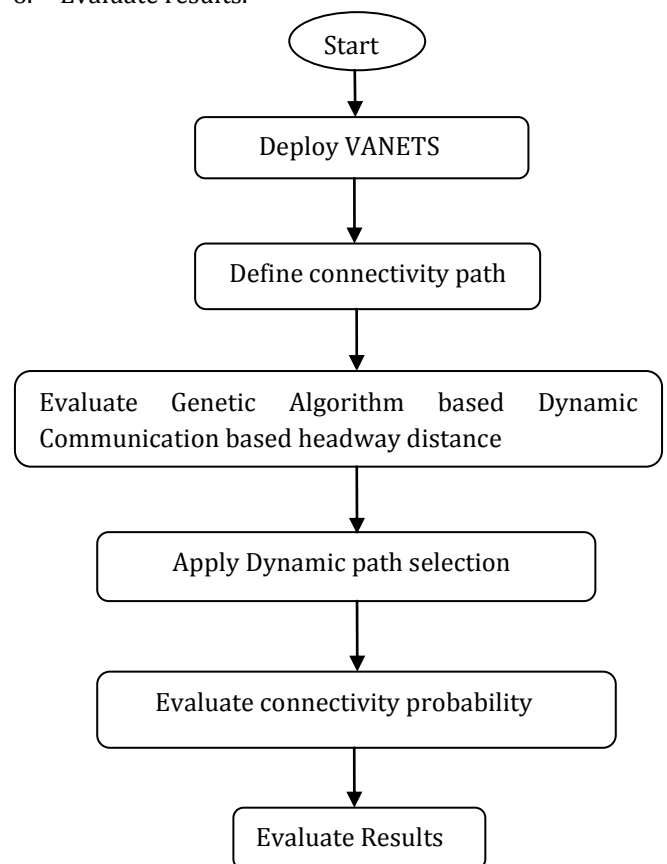 Evaluate results.
Start
Deploy VANETS
Define connectivity path
Evaluate Genetic Algorithm based Dynamic
Communication based headway distance
Apply Dynamic path selection
Evaluate connectivity probability
Evaluate Results